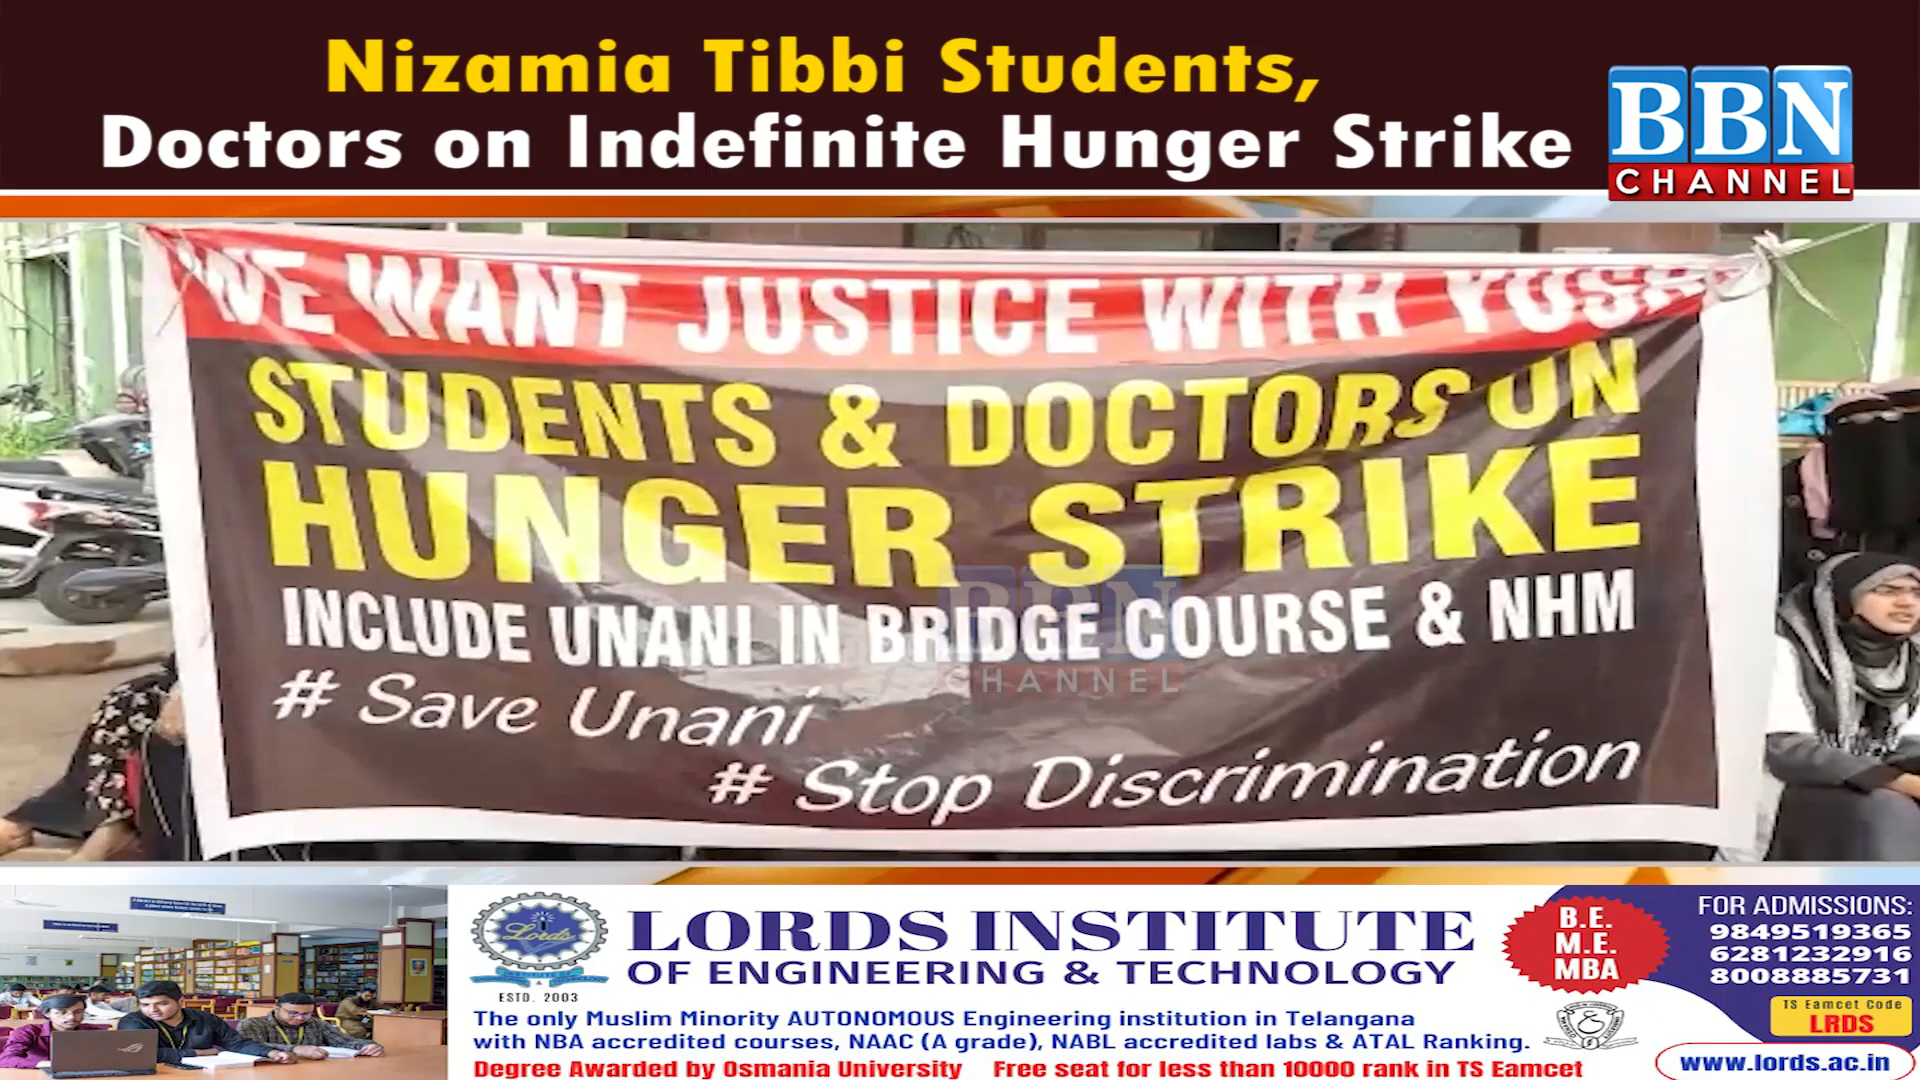 Nizamia Tibbi Students,
Doctors on Indefinite Hunger Strike
BBN
CHANNEL
WE WANT JUSTICE WITH
STUDENTS & DOCTORS ON
HUNGER STRIKE
INCLUDE UNANI IN BRIDGE COURSE & NHM
# Save Unani
# Stop Discrimination
BBN
CHANNEL
Lords
ESTD. 2003
LORDS INSTITUTE
OF ENGINEERING & TECHNOLOGY
The only Muslim Minority AUTONOMOUS Engineering institution in Telangana
with NBA accredited courses, NAAC (A grade), NABL accredited labs & ATAL Ranking.
Degree Awarded by Osmania University Free seat for less than 10000 rank in TS Eamcet
B.E.
M.E.
MBA
FOR ADMISSIONS:
9849519365
6281232916
8008885731
TS Eamcet Code
LRDS
www.lords.ac.in